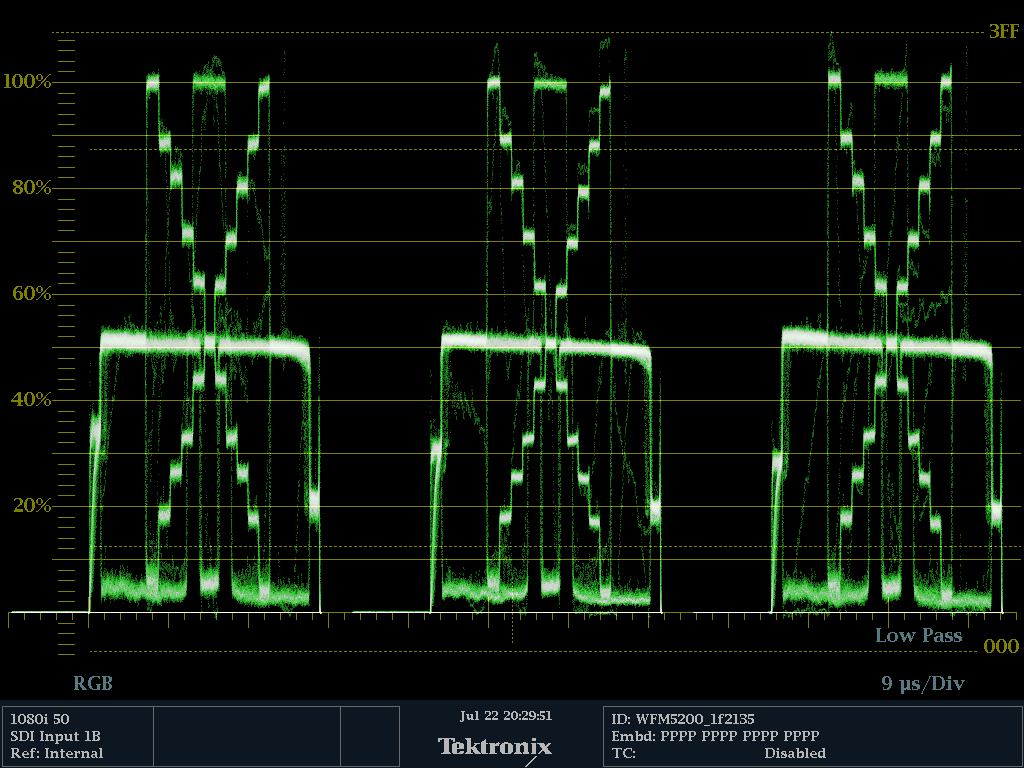 3FF
100%
80%
60%
40%
20%
Low Pass
000
RGB
9 µs/Div
1080i 50
SDI Input 1B
Ref: Internal
Jul 22 20:29:51
Tektronix
ID: WFM5200_1f2135
Embd: PPPP PPPP PPPP PPPP
TC: Disabled